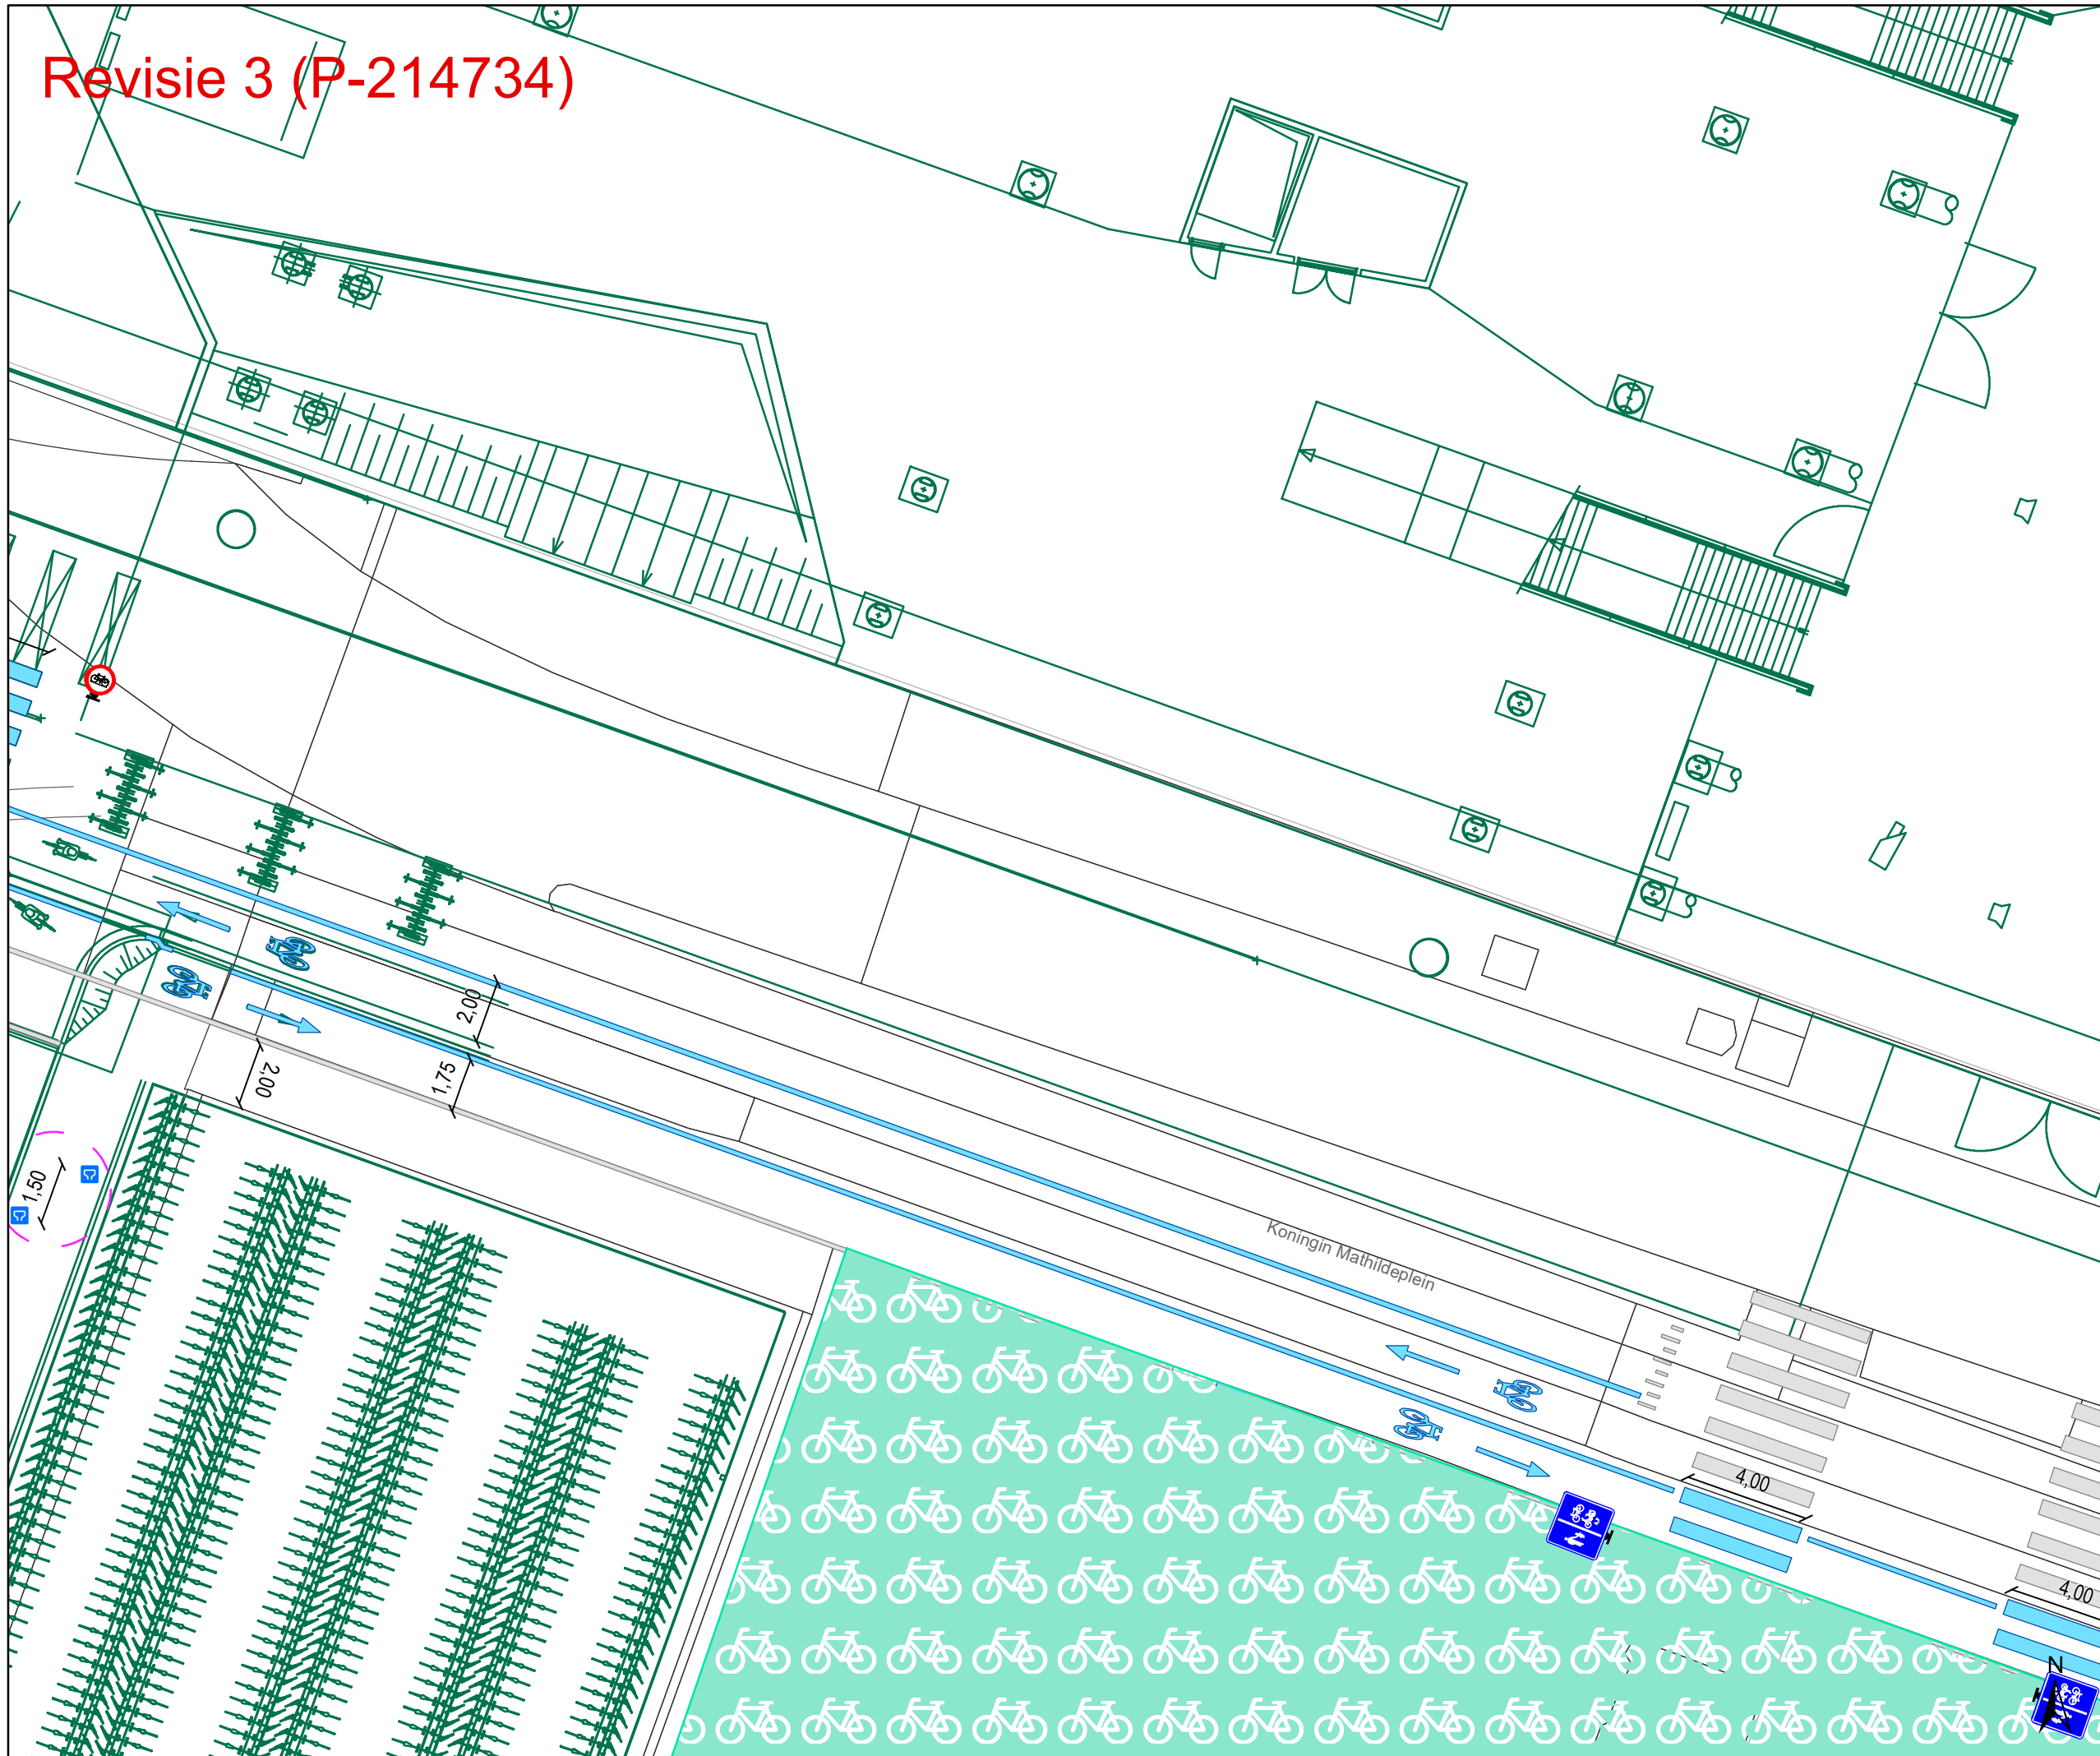 Revisie 3 (P-214734)
2,00
1,75
2,00
1,50
Koningin Mathildeplein
4,00
4,00
N